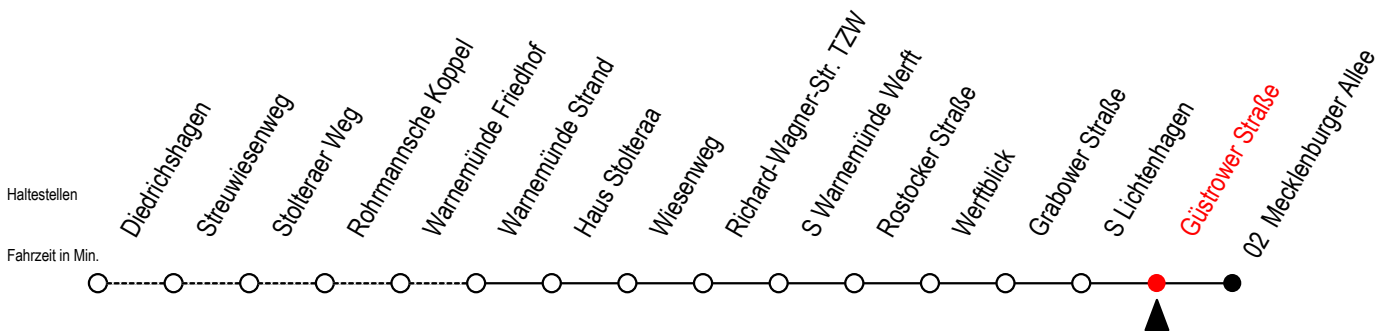 Haltestellen
Fahrzeit in Min.
Diedrichshagen
Streuwiesenweg
Stolteraer Weg
Rohrmannsche Koppel
Warnemünde Friedhof
Warnemünde Strand
Haus Stolteraa
Wiesenweg
Richard-Wagner-Str. TZW
S Warnemünde Werft
Rostocker Straße
Werftblick
Grabower Straße
S Lichtenhagen
Güstrower Straße
02 Mecklenburger Allee